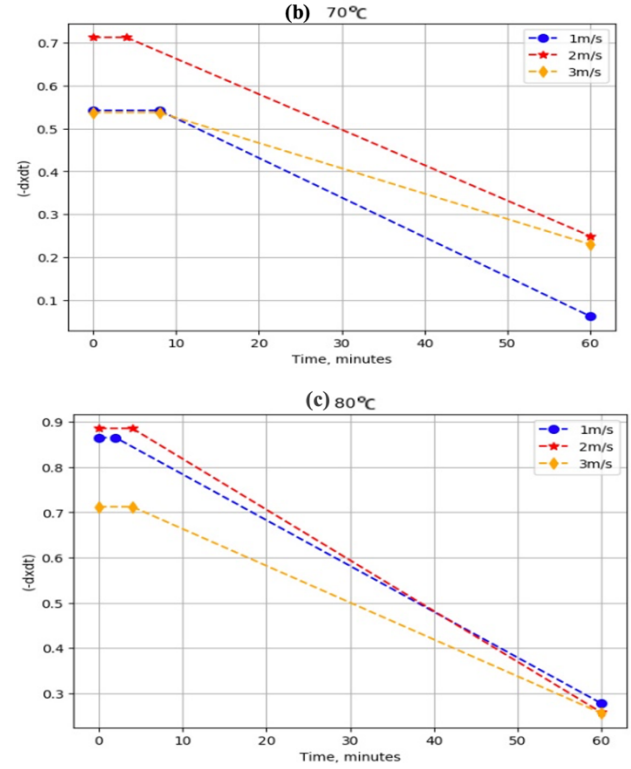 (b) 70°C
0.7
0.6
0.5
0.4
0.3
0.2
0.1
(-dxdt)
1m/s
2m/s
3m/s
0 10 20 30 40 50 60
Time, minutes
(c) 80°C
0.9
0.8
0.7
0.6
0.5
0.4
0.3
(-dxdt)
1m/s
2m/s
3m/s
0 10 20 30 40 50 60
Time, minutes